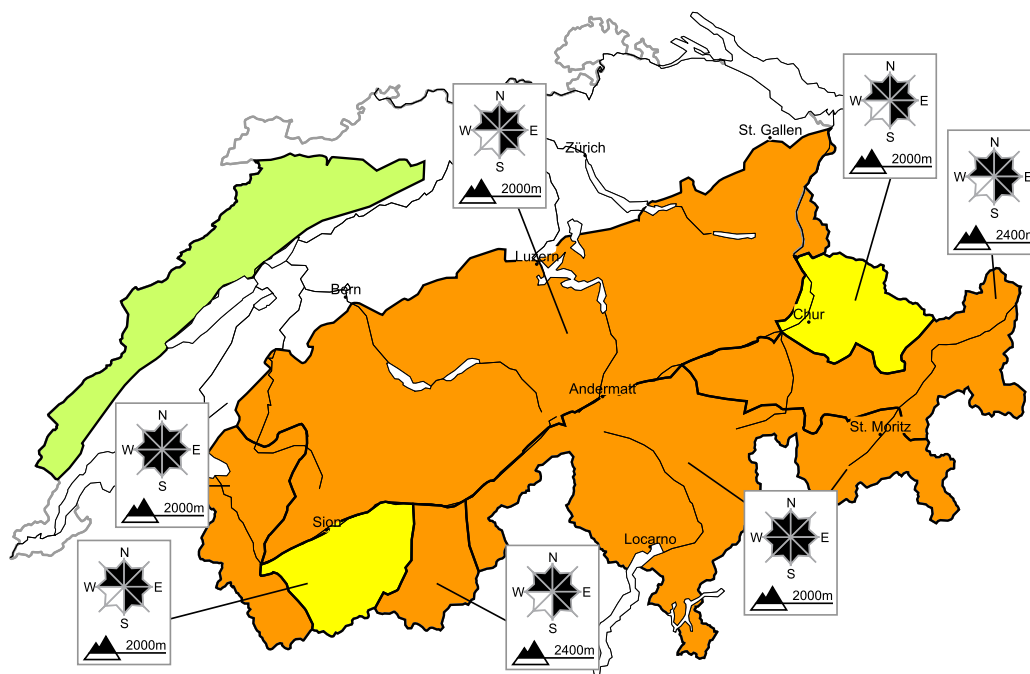 N
W E
S
2000m
N
W E
S
2000m
St. Gallen
Zürich
N
W E
S
2400m
Luzern
Bern
Chur
Andermatt
St. Moritz
N
W E
S
2000m
Sion
Locarno
N
W E
S
2000m
N
W E
S
2000m
N
W E
S
2400m